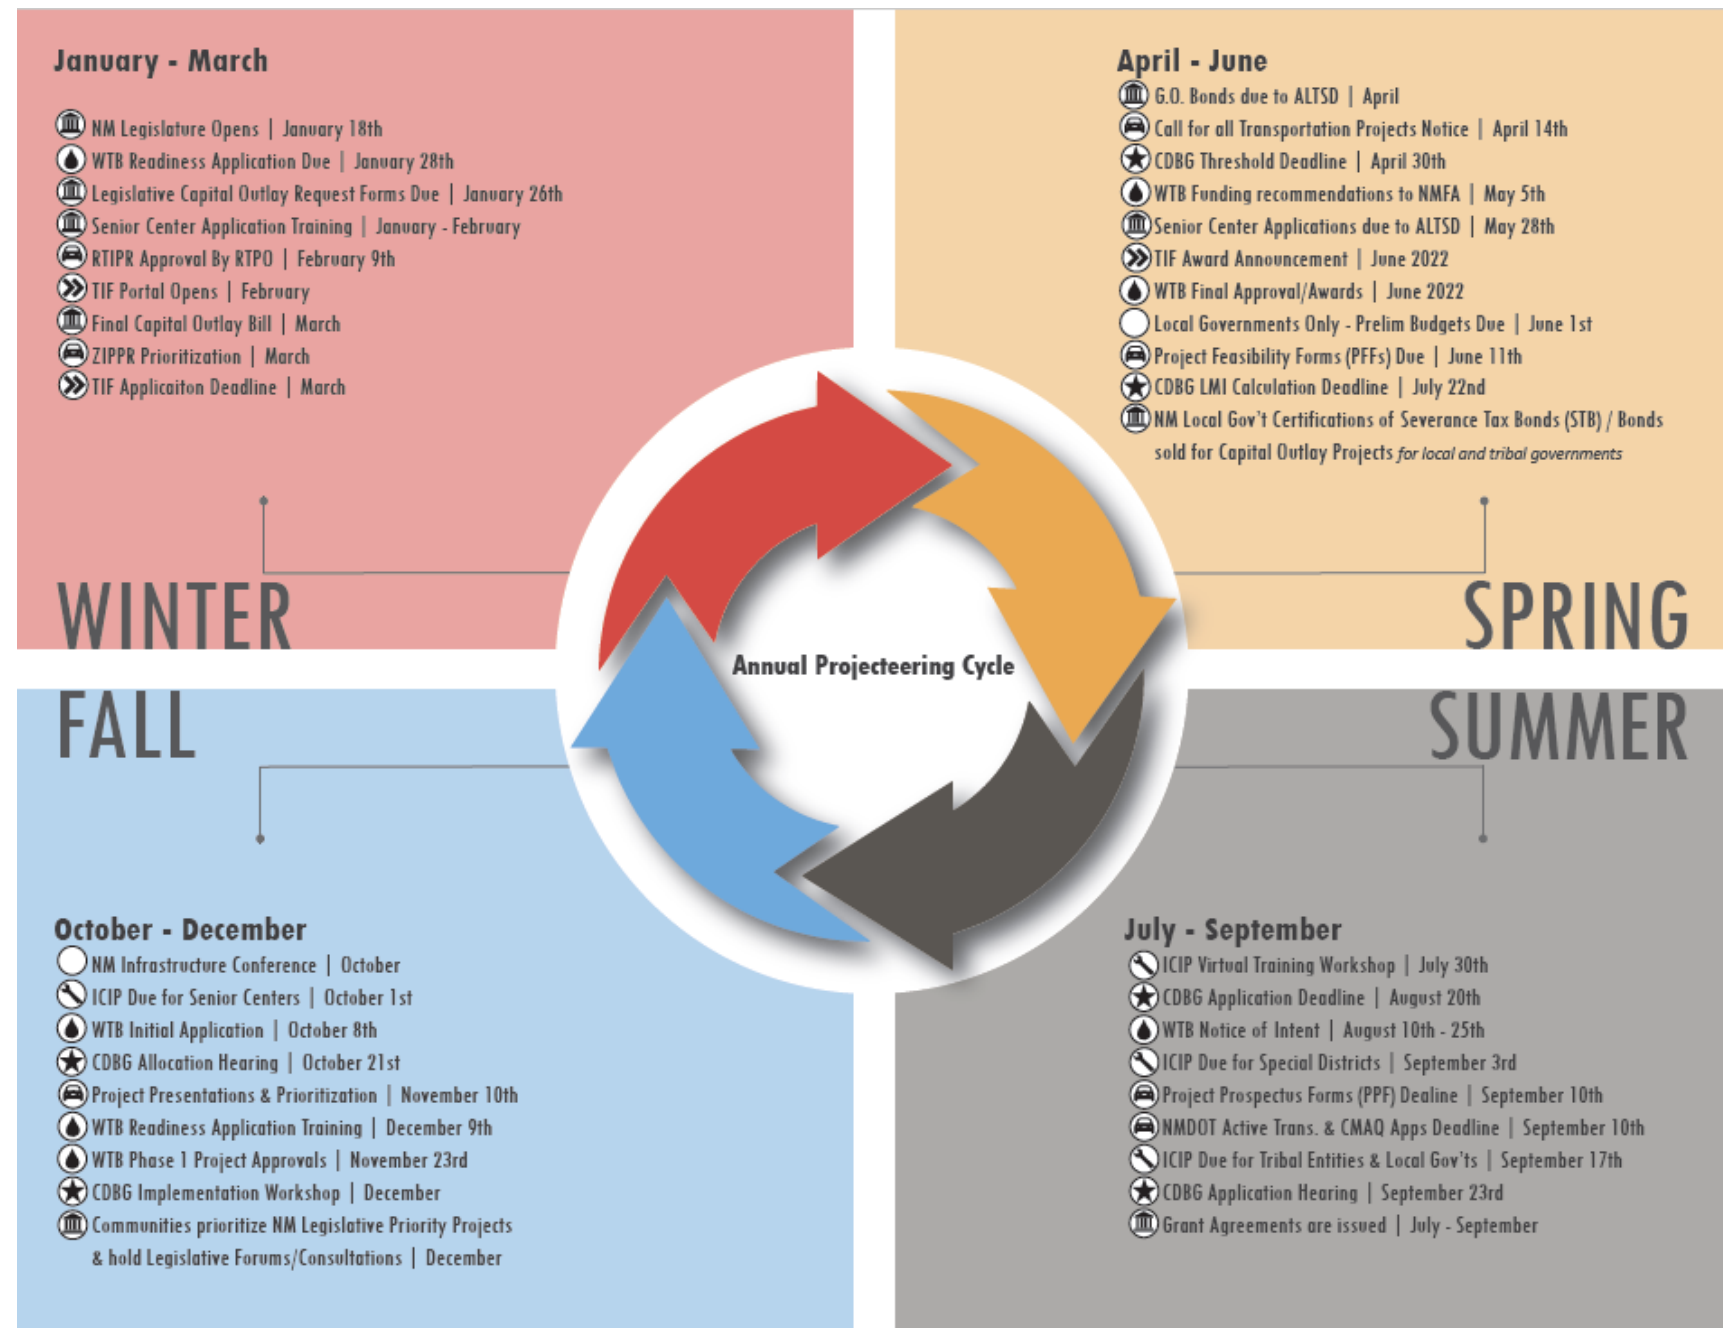 January - March
NM Legislature Opens | January 18th
WTB Readiness Application Due | January 28th
Legislative Capital Outlay Request Forms Due | January 26th
Senior Center Application Training | January - February
RTIPR Approval By RTPO | February 9th
TIF Portal Opens | February
Final Capital Outlay Bill | March
ZIPPR Prioritization | March
TIF Applicaiton Deadline | March
WINTER
April - June
G.O. Bonds due to ALTSD | April
Call for all Transportation Projects Notice | April 14th
CDBG Threshold Deadline | April 30th
WTB Funding recommendations to NMFA | May 5th
Senior Center Applications due to ALTSD | May 28th
TIF Award Announcement | June 2022
WTB Final Approval/Awards | June 2022
Local Governments Only - Prelim Budgets Due | June 1st
Project Feasibility Forms (PFFs) Due | June 11th
CDBG LMI Calculation Deadline | July 22nd
NM Local Gov't Certifications of Severance Tax Bonds (STB) / Bonds
sold for Capital Outlay Projects for local and tribal governments
SPRING
Annual Projecteering Cycle
FALL
October - December
NM Infrastructure Conference | October
ICIP Due for Senior Centers | October 1st
WTB Initial Application | October 8th
CDBG Allocation Hearing | October 21st
Project Presentations & Prioritization | November 10th
WTB Readiness Application Training | December 9th
WTB Phase 1 Project Approvals | November 23rd
CDBG Implementation Workshop | December
Communities prioritize NM Legislative Priority Projects
& hold Legislative Forums/Consultations | December
SUMMER
July - September
ICIP Virtual Training Workshop | July 30th
CDBG Application Deadline | August 20th
WTB Notice of Intent | August 10th - 25th
ICIP Due for Special Districts | September 3rd
Project Prospectus Forms (PPF) Dealine | September 10th
NMDOT Active Trans. & CMAQ Apps Deadline | September 10th
ICIP Due for Tribal Entities & Local Gov'ts | September 17th
CDBG Application Hearing | September 23rd
Grant Agreements are issued | July - September